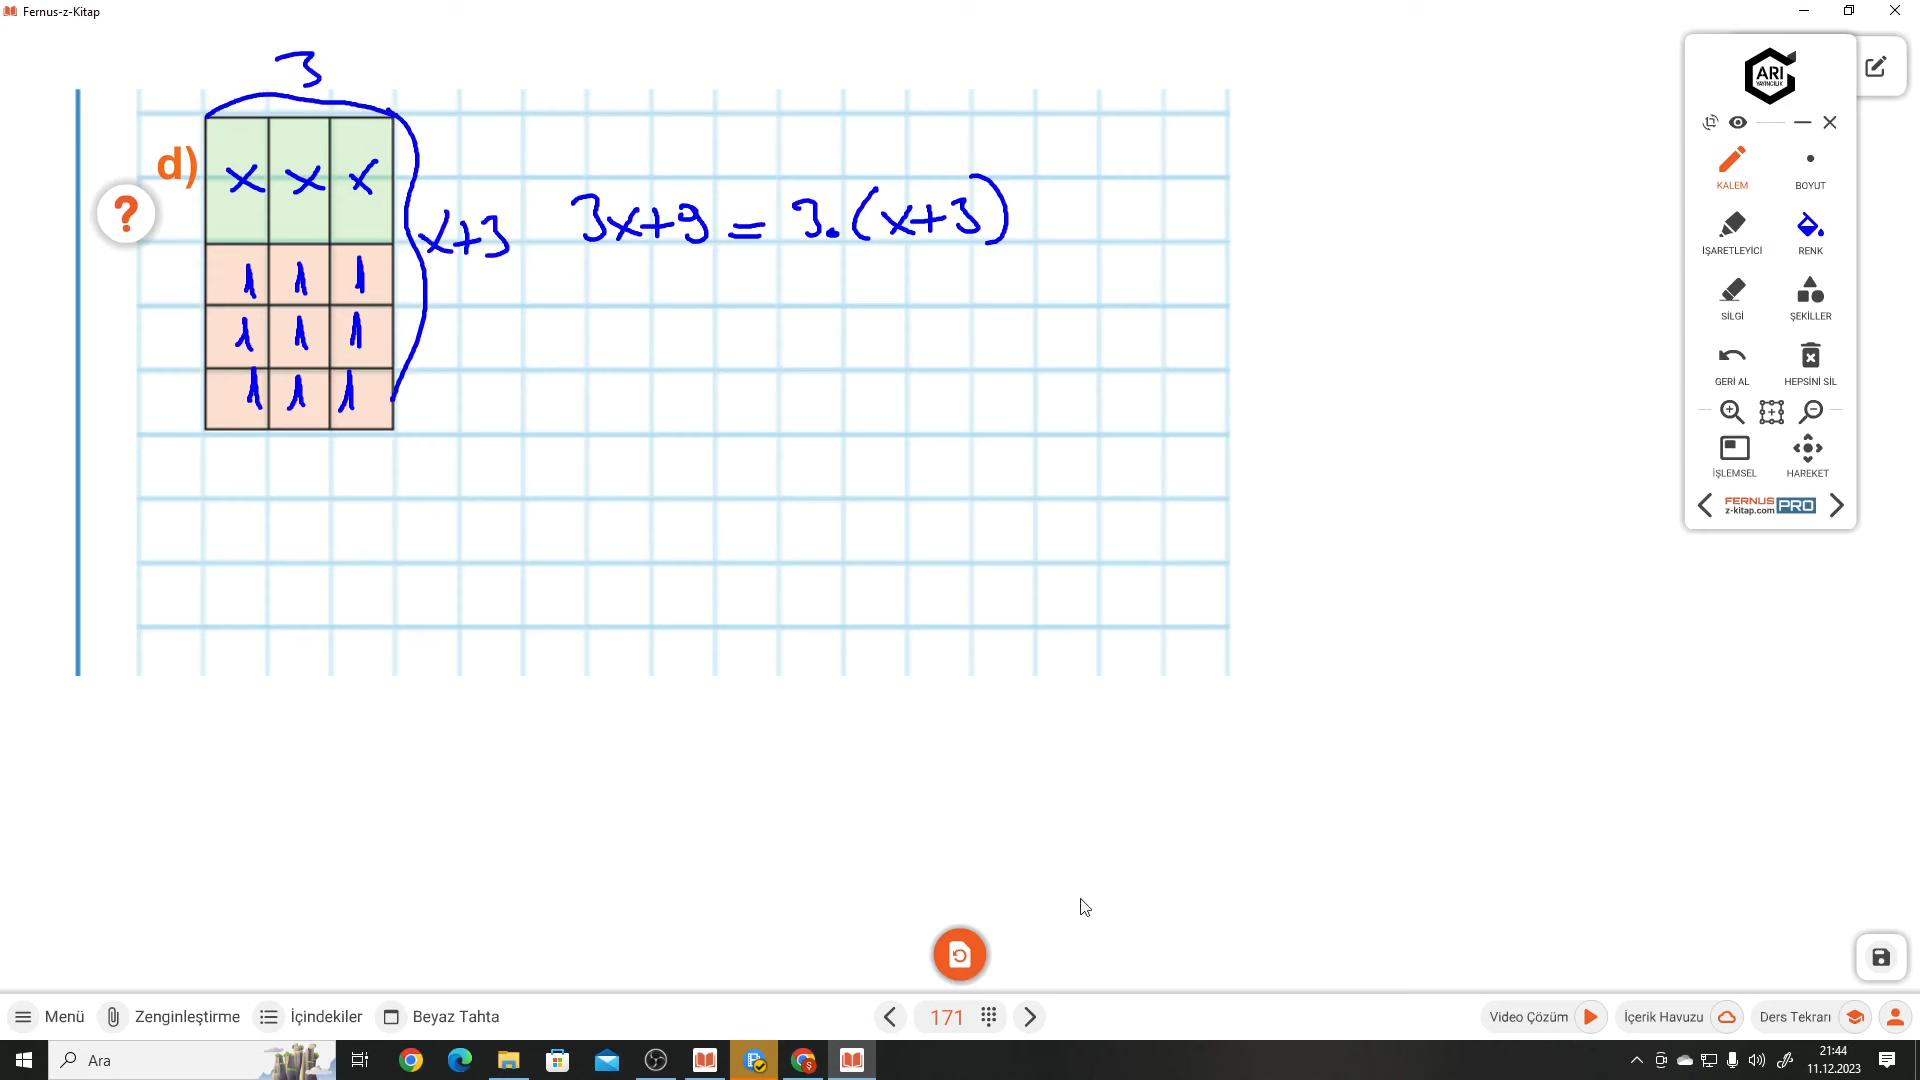 Fernus-z-Kitap
3
d)
x x x
?
x+3 3x+9 = 3.(x+3)
1 1 1
1 1 1
1 1 1
ARI
YAYINCILIK
KALEM BOYUT
İŞARETLEYİCİ RENK
SİLGİ ŞEKİLLER
GERİ AL HEPSİNİ SİL
İŞLEMSEL HAREKET
FERNUS
z-kitap.com PRO
Menü Zenginleştirme İçindekiler Beyaz Tahta 171 Video Çözüm İçerik Havuzu Ders Tekrarı
Ara
21:44
11.12.2023